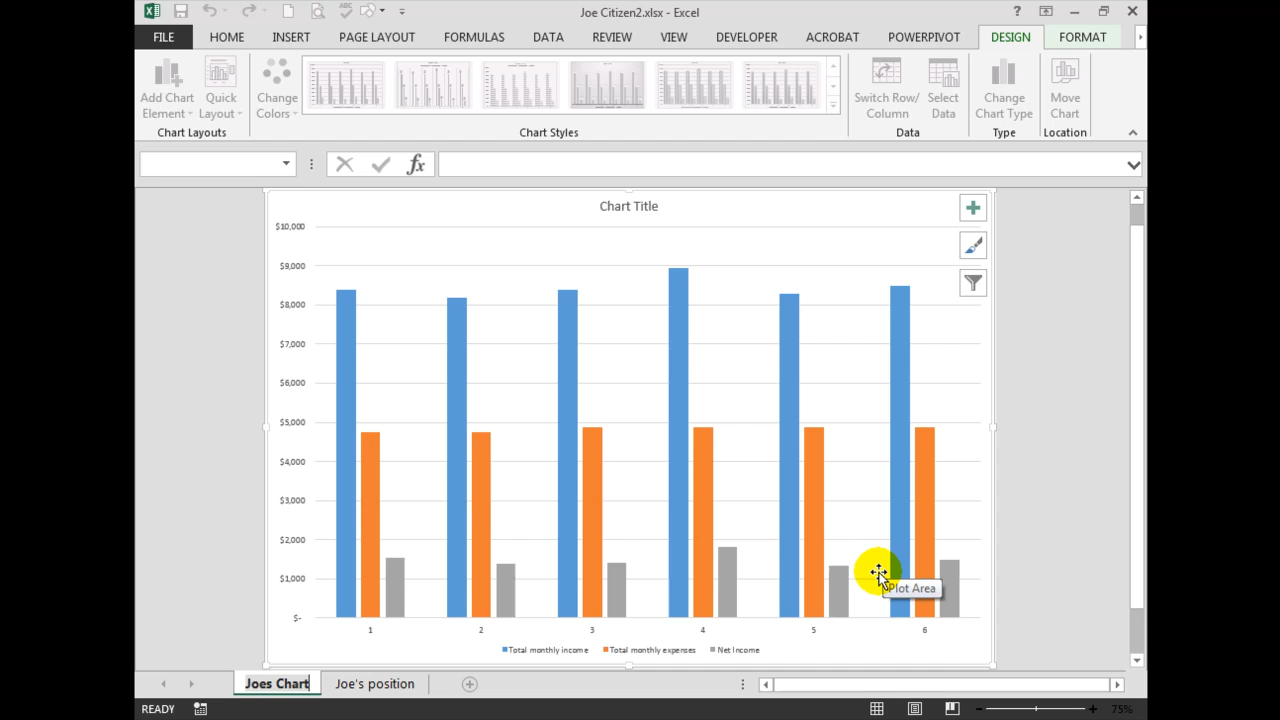 Joe Citizen2.xlsx - Excel
?
FILE HOME INSERT PAGE LAYOUT FORMULAS DATA REVIEW VIEW DEVELOPER ACROBAT POWERPIVOT DESIGN FORMAT
Add Chart Element
Quick Layout
Change Colors
Switch Row/ Column
Select Data
Change Chart Type
Move Chart
Chart Layouts Chart Styles Data Type Location
fx
Chart Title
$10,000
$9,000
$8,000
$7,000
$6,000
$5,000
$4,000
$3,000
$2,000
$1,000
$-
Plot Area
1 2 3 4 5 6
Total monthly income Total monthly expenses Net Income
Joes Chart Joe's position
READY 75%